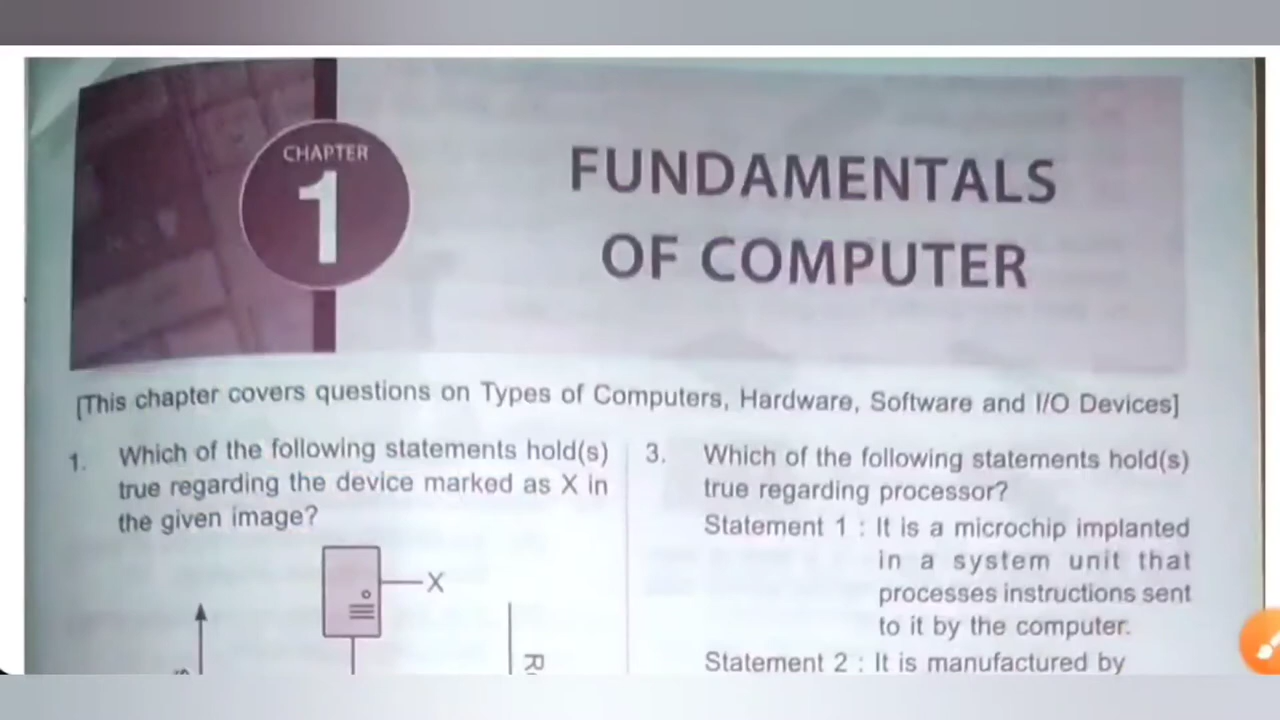 CHAPTER
1
FUNDAMENTALS
OF COMPUTER
[This chapter covers questions on Types of Computers, Hardware, Software and I/O Devices]
1. Which of the following statements hold(s)
true regarding the device marked as X in
the given image?
X
3. Which of the following statements hold(s)
true regarding processor?
Statement 1 : It is a microchip implanted
in a system unit that
processes instructions sent
to it by the computer.
Statement 2 : It is manufactured by